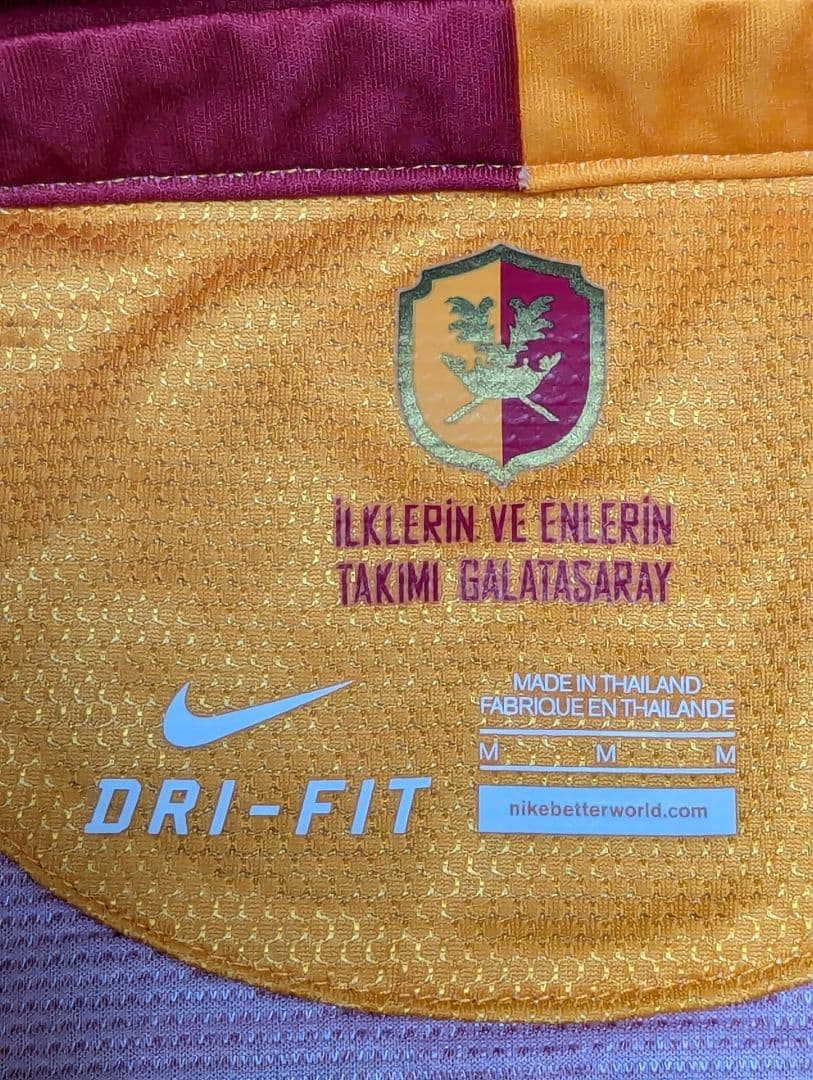 İLKLERİN VE ENLERİN
TAKIMI GALATASARAY
MADE IN THAILAND
FABRIQUE EN THAILANDE
M M M
DRI-FIT
nikebetterworld.com